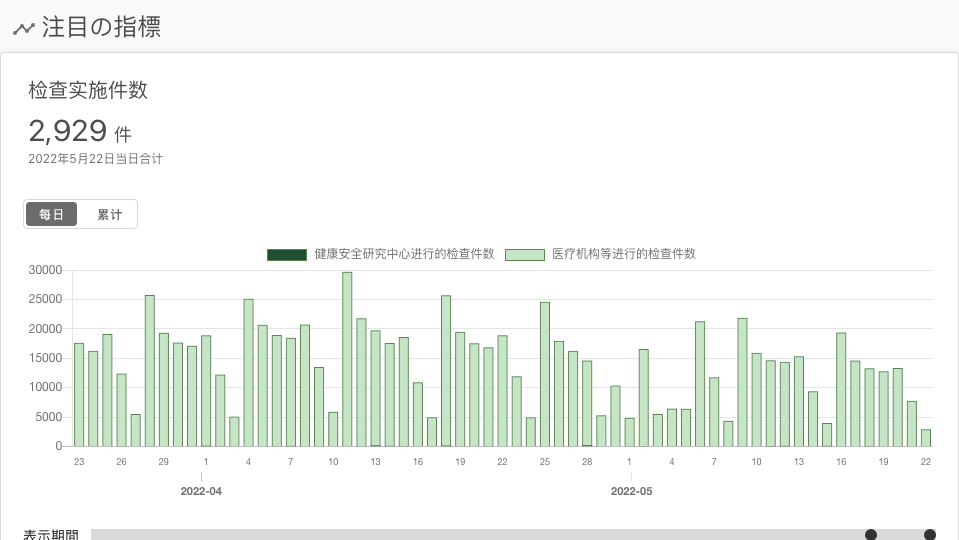 注目の指標
检查实施件数
2,929 件
2022年5月22日当日合计
每日 累计
健康安全研究中心进行的检查件数 医疗机构等进行的检查件数
30000
25000
20000
15000
10000
5000
0
23 26 29 1 4 7 10 13 16 19 22 25 28 1 4 7 10 13 16 19 22
2022-04 2022-05
表示期間